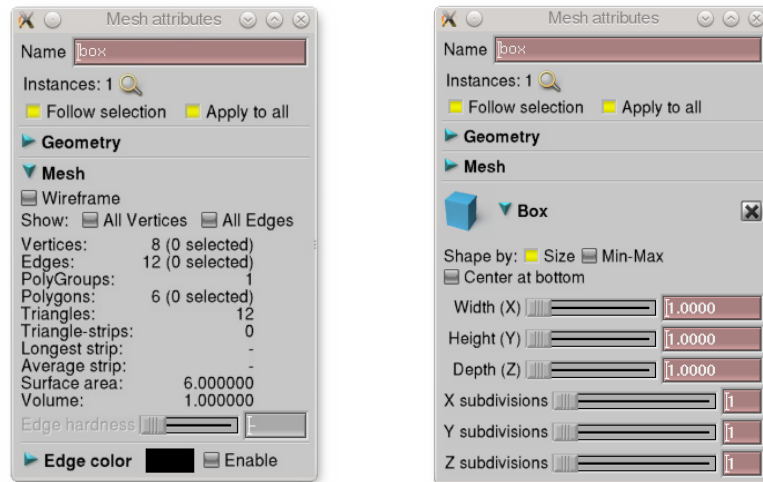 Mesh attributes
Name box
Instances: 1
Follow selection Apply to all
Geometry
Mesh
Wireframe
Show: All Vertices All Edges
Vertices: 8 (0 selected)
Edges: 12 (0 selected)
PolyGroups: 1
Polygons: 6 (0 selected)
Triangles: 12
Triangle-strips: 0
Longest strip: -
Average strip: -
Surface area: 6.000000
Volume: 1.000000
Edge hardness -
Edge color Enable
Mesh attributes
Name box
Instances: 1
Follow selection Apply to all
Geometry
Mesh
Box
Shape by: Size Min-Max
Center at bottom
Width (X) 1.0000
Height (Y) 1.0000
Depth (Z) 1.0000
X subdivisions 1
Y subdivisions 1
Z subdivisions 1